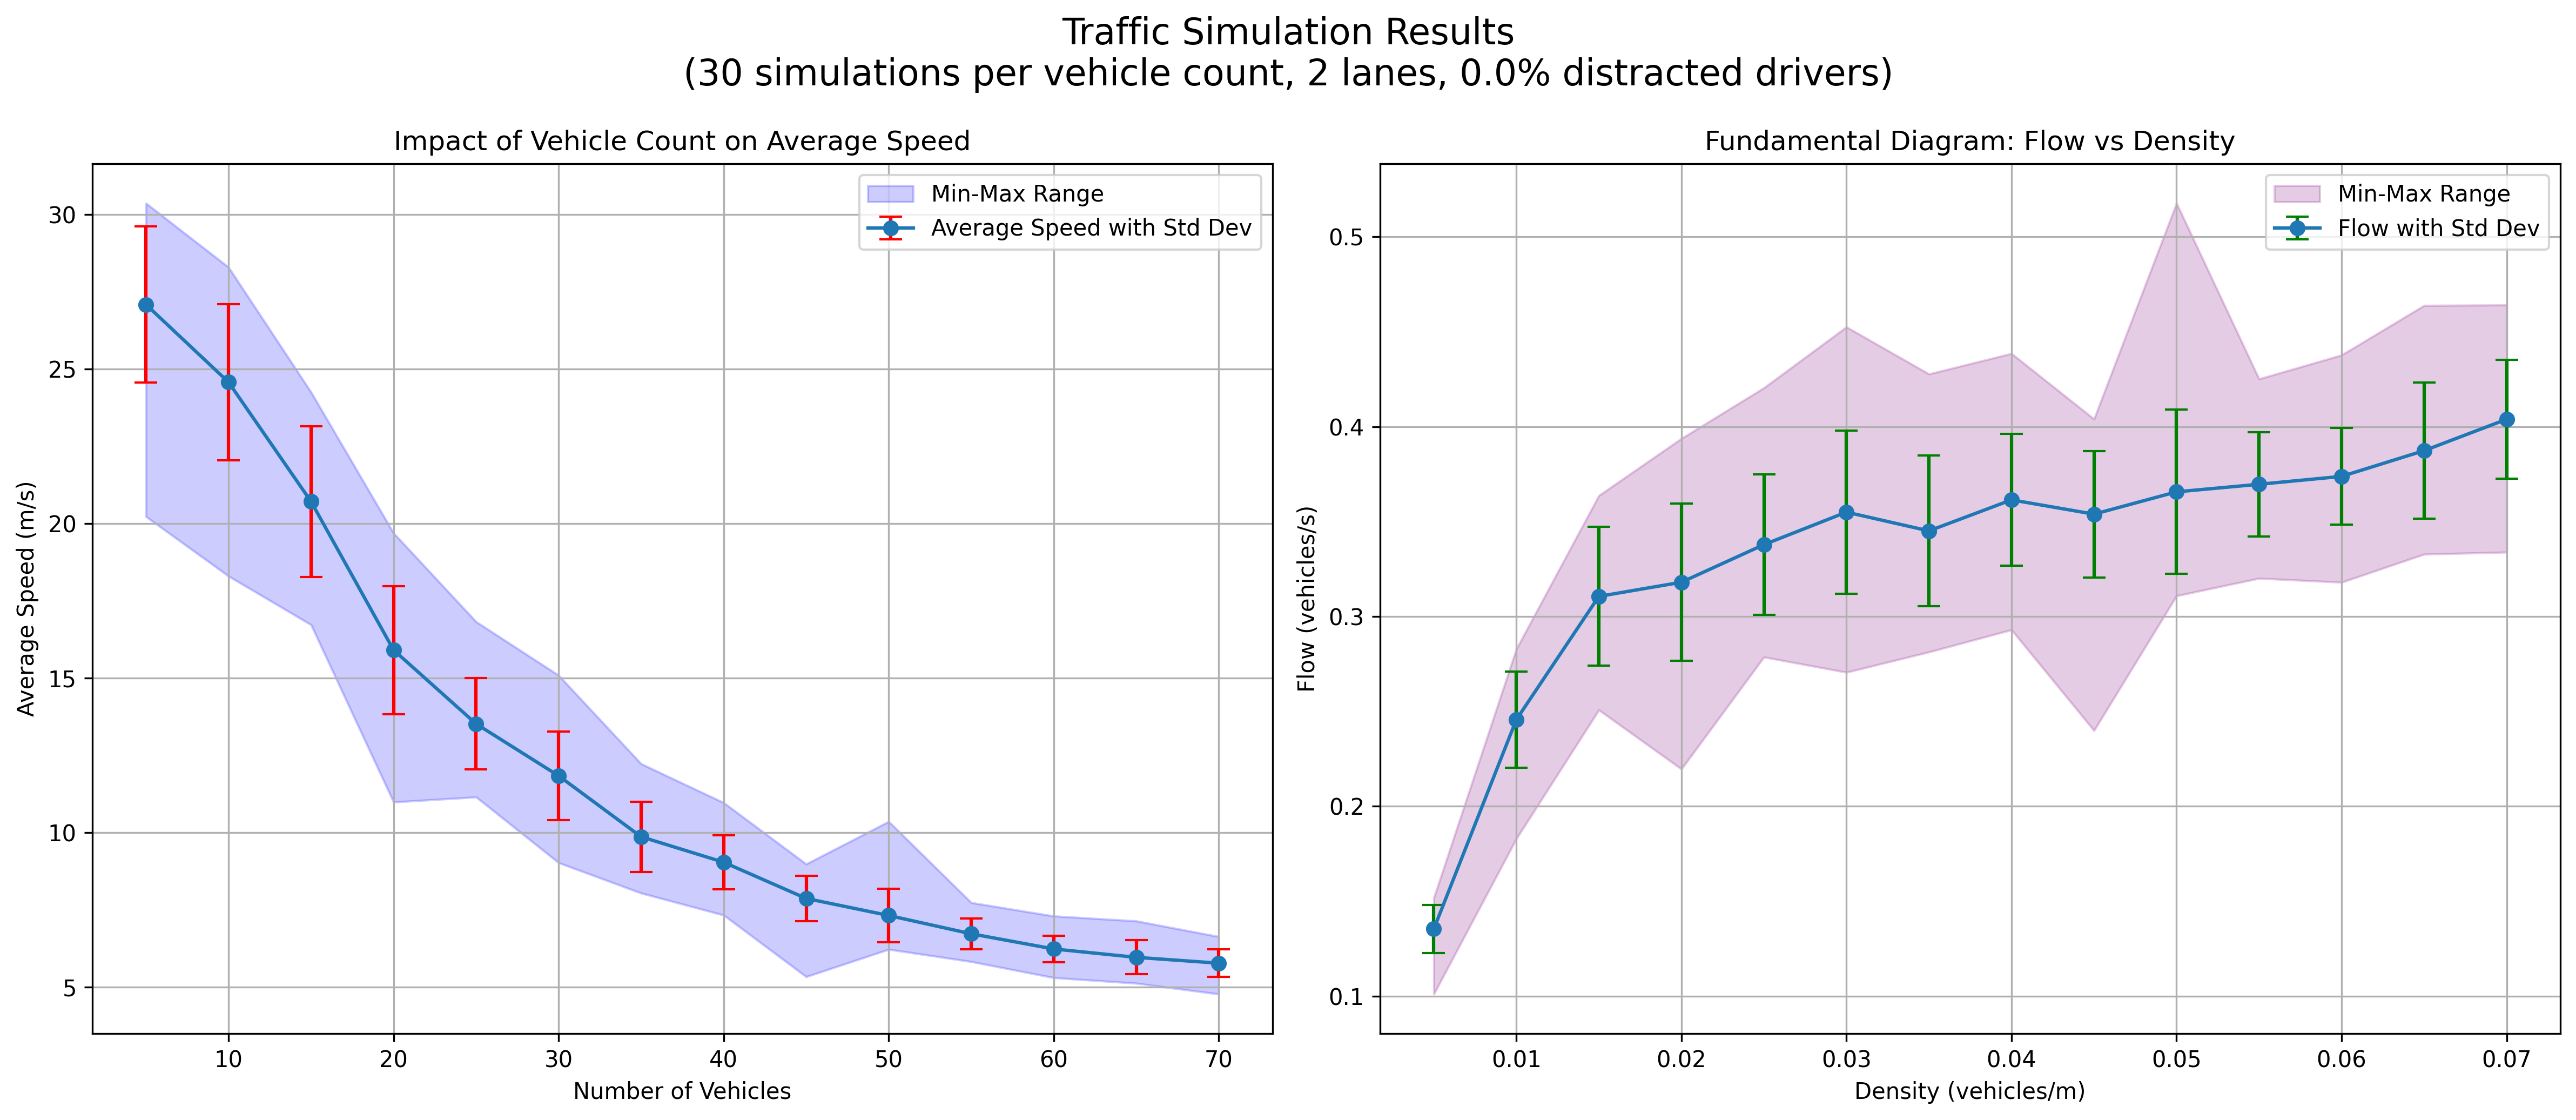 Traffic Simulation Results
(30 simulations per vehicle count, 2 lanes, 0.0% distracted drivers)
Impact of Vehicle Count on Average Speed
Min-Max Range
Average Speed with Std Dev
Average Speed (m/s)
30
25
20
15
10
5
10 20 30 40 50 60 70
Number of Vehicles
Fundamental Diagram: Flow vs Density
Min-Max Range
Flow with Std Dev
Flow (vehicles/s)
0.5
0.4
0.3
0.2
0.1
0.01 0.02 0.03 0.04 0.05 0.06 0.07
Density (vehicles/m)